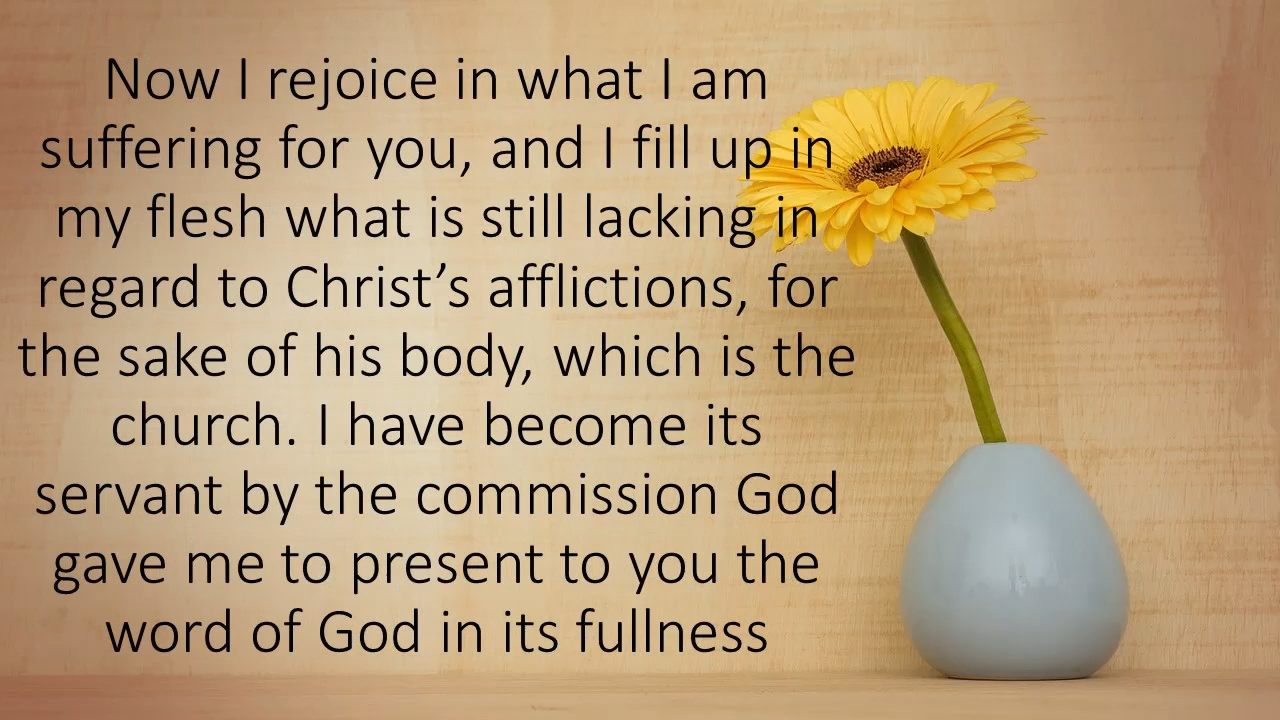 Now I rejoice in what I am
suffering for you, and I fill up in
my flesh what is still lacking in
regard to Christ’s afflictions, for
the sake of his body, which is the
church. I have become its
servant by the commission God
gave me to present to you the
word of God in its fullness